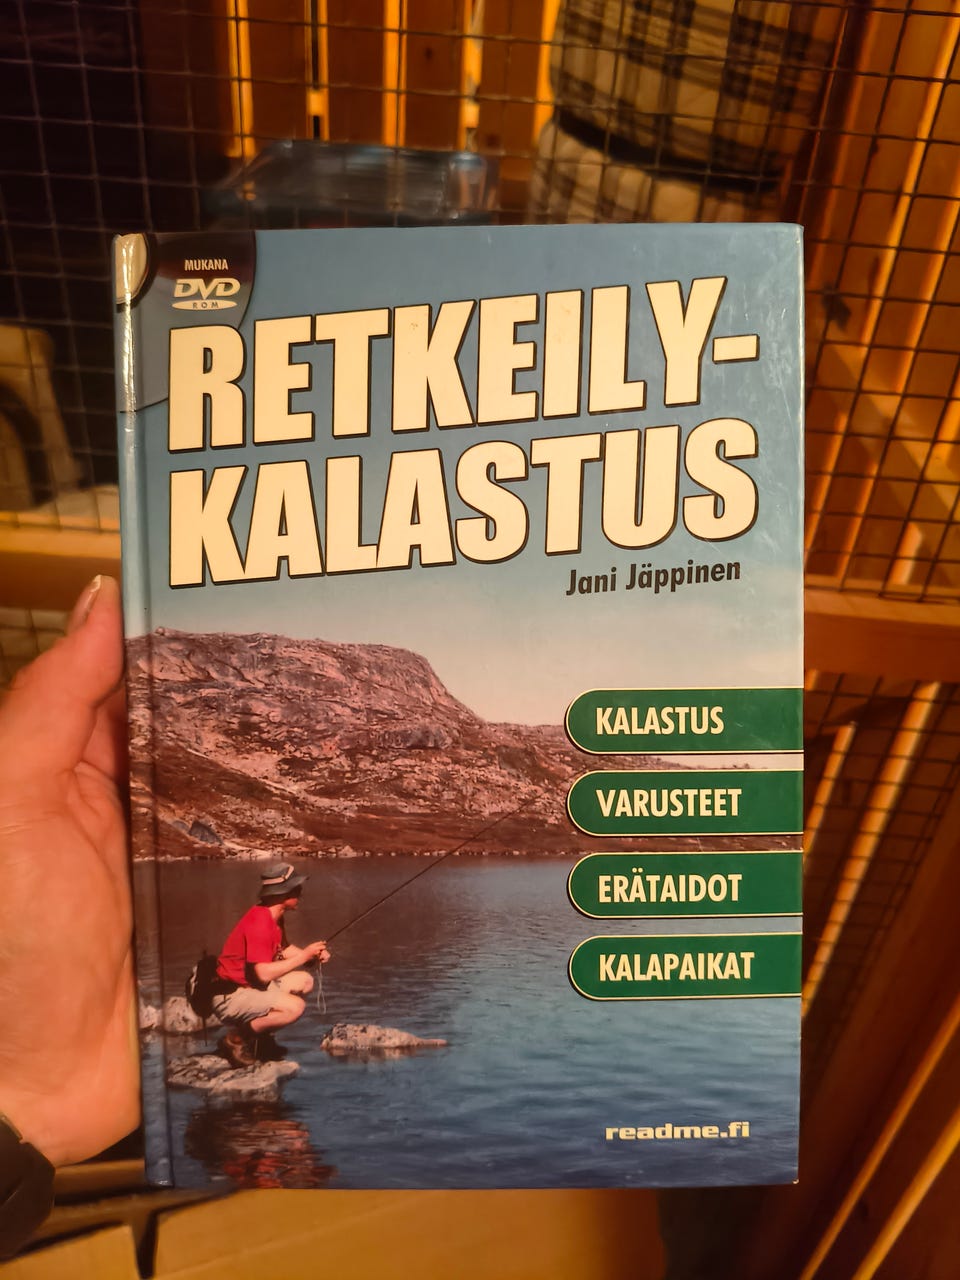 MUKANA
DVD
ROM
RETKEILY-
KALASTUS
Jani Jäppinen
KALASTUS
VARUSTEET
ERÄTAIDOT
KALAPAIKAT
readme.fi